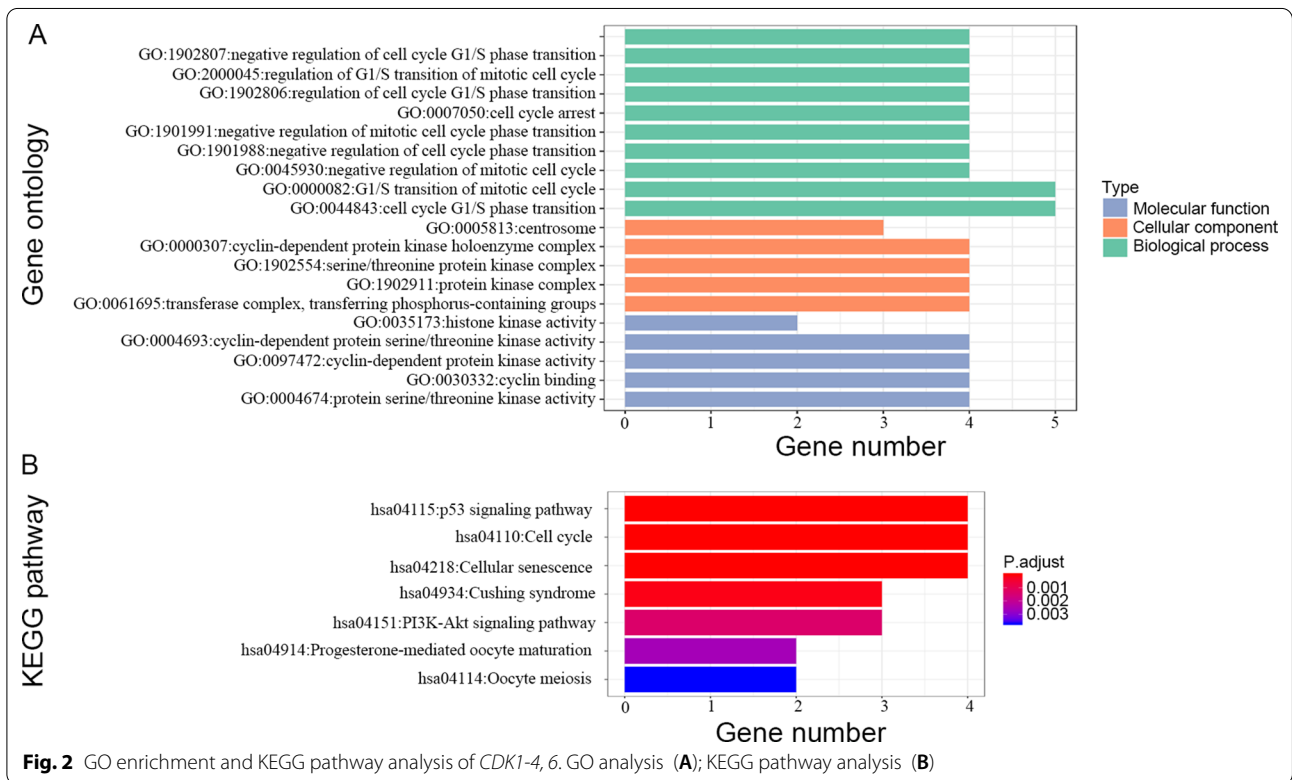 A
Gene ontology
GO:1902807:negative regulation of cell cycle G1/S phase transition
GO:2000045:regulation of G1/S transition of mitotic cell cycle
GO:1902806:regulation of cell cycle G1/S phase transition
GO:0007050:cell cycle arrest
GO:1901991:negative regulation of mitotic cell cycle phase transition
GO:1901988:negative regulation of cell cycle phase transition
GO:0045930:negative regulation of mitotic cell cycle
GO:0000082:G1/S transition of mitotic cell cycle
GO:0044843:cell cycle G1/S phase transition
GO:0005813:centrosome
GO:0000307:cyclin-dependent protein kinase holoenzyme complex
GO:1902554:serine/threonine protein kinase complex
GO:1902911:protein kinase complex
GO:0061695:transferase complex, transferring phosphorus-containing groups
GO:0035173:histone kinase activity
GO:0004693:cyclin-dependent protein serine/threonine kinase activity
GO:0097472:cyclin-dependent protein kinase activity
GO:0030332:cyclin binding
GO:0004674:protein serine/threonine kinase activity
0 1 2 3 4 5
Gene number
Type
Molecular function
Cellular component
Biological process
B
KEGG pathway
hsa04115:p53 signaling pathway
hsa04110:Cell cycle
hsa04218:Cellular senescence
hsa04934:Cushing syndrome
hsa04151:PI3K-Akt signaling pathway
hsa04914:Progesterone-mediated oocyte maturation
hsa04114:Oocyte meiosis
0 1 2 3 4
Gene number
P.adjust
0.001
0.002
0.003
Fig. 2 GO enrichment and KEGG pathway analysis of CDK1-4, 6. GO analysis (A); KEGG pathway analysis (B)